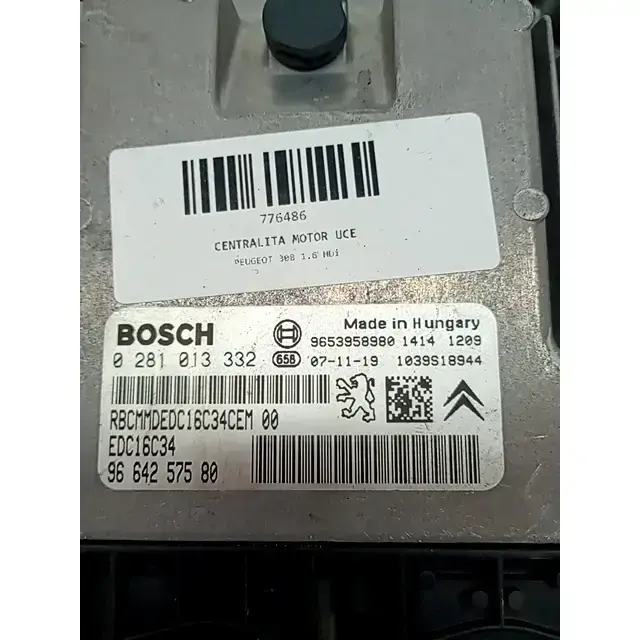 776486
CENTRALITA MOTOR UCE
PEUGEOT 308 1.6 HDi
BOSCH
Made in Hungary
0 281 013 332
9653958980 1414 1209
658 07-11-19 1039S18944
RBCMMDEDC16C34CEM 00
EDC16C34
96 642 575 80